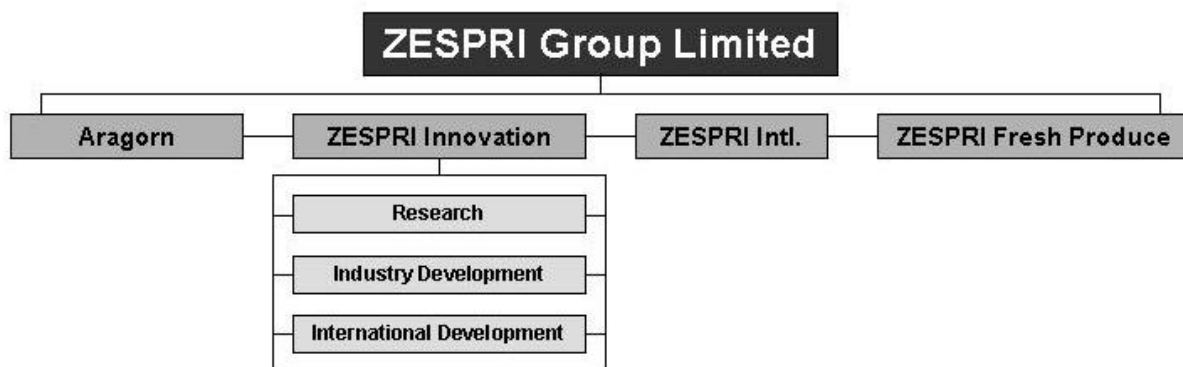 ZESPRI Group Limited
Aragorn
ZESPRI Innovation
ZESPRI Intl.
ZESPRI Fresh Produce
Research
Industry Development
International Development